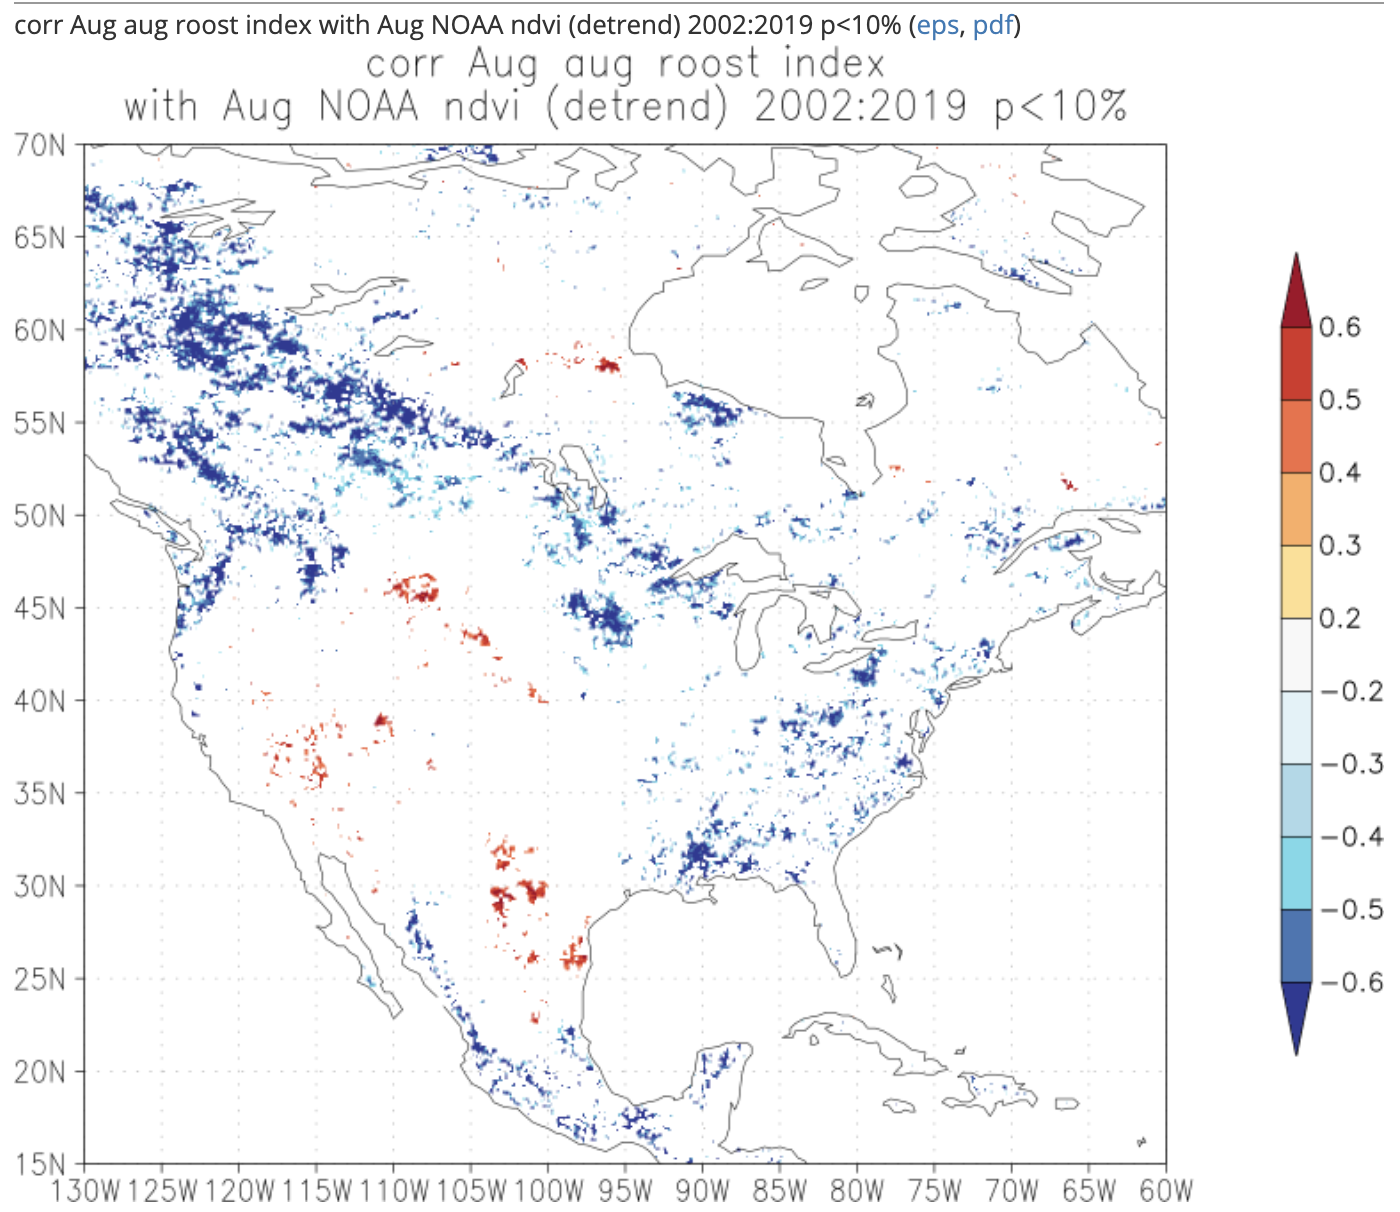 corr Aug aug roost index with Aug NOAA ndvi (detrend) 2002:2019 p<10% (eps, pdf)
corr Aug aug roost index
with Aug NOAA ndvi (detrend) 2002:2019 p<10%
70N
65N
60N
55N
50N
45N
40N
35N
30N
25N
20N
15N
130W 125W 120W 115W 110W 105W 100W 95W 90W 85W 80W 75W 70W 65W 60W
0.6
0.5
0.4
0.3
0.2
−0.2
−0.3
−0.4
−0.5
−0.6